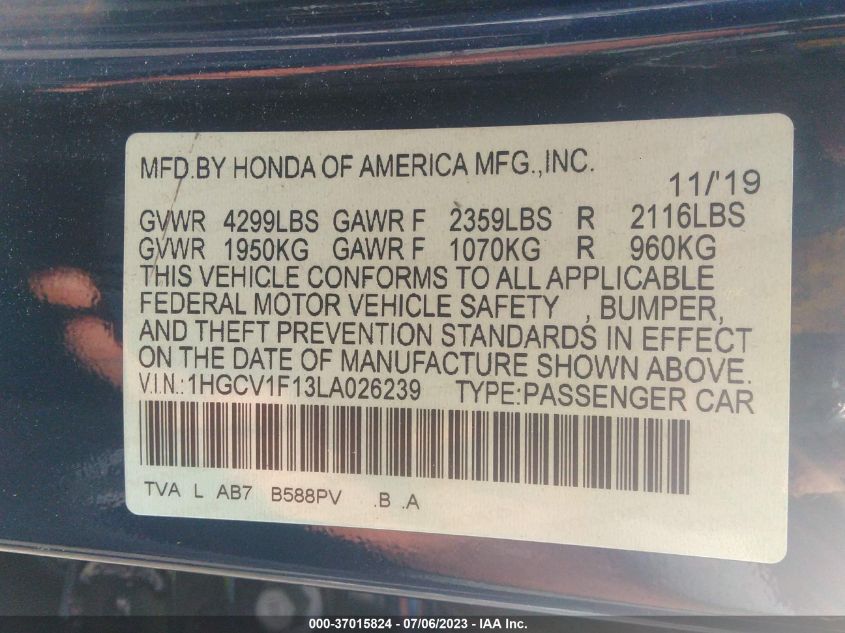 MFD.BY HONDA OF AMERICA MFG.,INC.
11/'19
GVWR 4299LBS GAWR F 2359LBS R 2116LBS
GVWR 1950KG GAWR F 1070KG R 960KG
THIS VEHICLE CONFORMS TO ALL APPLICABLE
FEDERAL MOTOR VEHICLE SAFETY , BUMPER,
AND THEFT PREVENTION STANDARDS IN EFFECT
ON THE DATE OF MANUFACTURE SHOWN ABOVE.
V.I.N.:1HGCV1F13LA026239 TYPE:PASSENGER CAR
TVA L AB7 B588PV .B .A
000-37015824 - 07/06/2023 - IAA Inc.